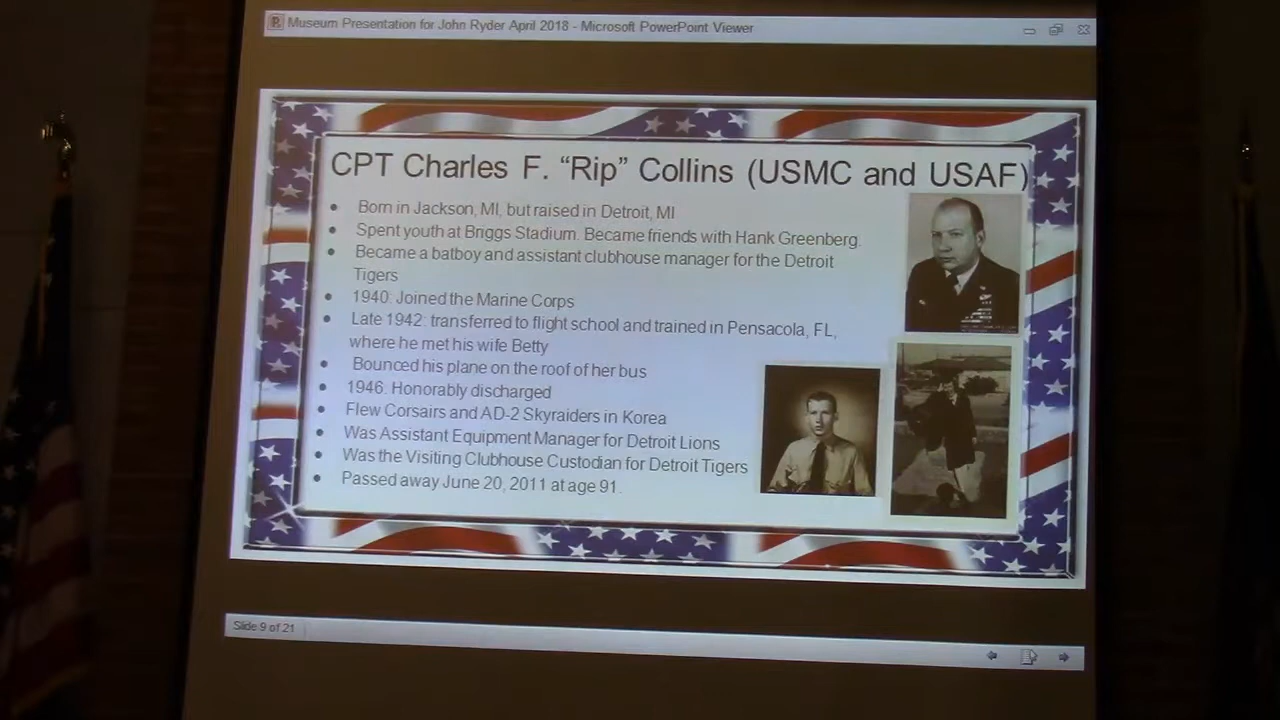 Museum Presentation for John Ryder April 2018 - Microsoft PowerPoint Viewer
CPT Charles F. “Rip” Collins (USMC and USAF)
• Born in Jackson, MI, but raised in Detroit, MI
• Spent youth at Briggs Stadium. Became friends with Hank Greenberg.
• Became a batboy and assistant clubhouse manager for the Detroit
Tigers
• 1940: Joined the Marine Corps
• Late 1942: transferred to flight school and trained in Pensacola, FL,
where he met his wife Betty
• Bounced his plane on the roof of her bus
• 1946: Honorably discharged
• Flew Corsairs and AD-2 Skyraiders in Korea
• Was Assistant Equipment Manager for Detroit Lions
• Was the Visiting Clubhouse Custodian for Detroit Tigers
• Passed away June 20, 2011 at age 91.
Slide 9 of 21